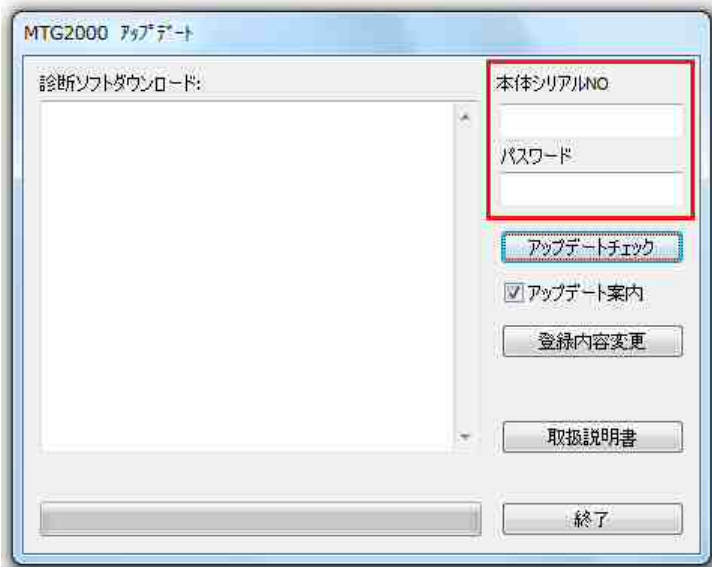 MTG2000 ｱｯﾌﾟﾃﾞｰﾄ
診断ソフトダウンロード:
本体シリアルNO
パスワード
アップデートチェック
アップデート案内
登録内容変更
取扱説明書
終了